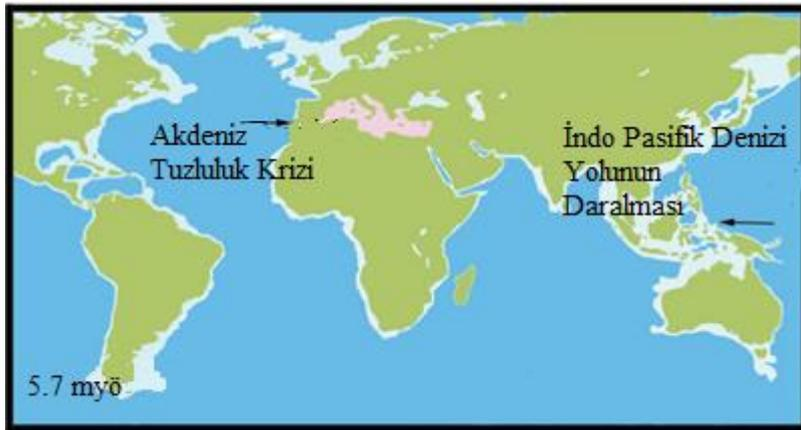 Akdeniz
Tuzluluk Krizi
İndo Pasifik Denizi
Yolunun
Daralması
5.7 myö